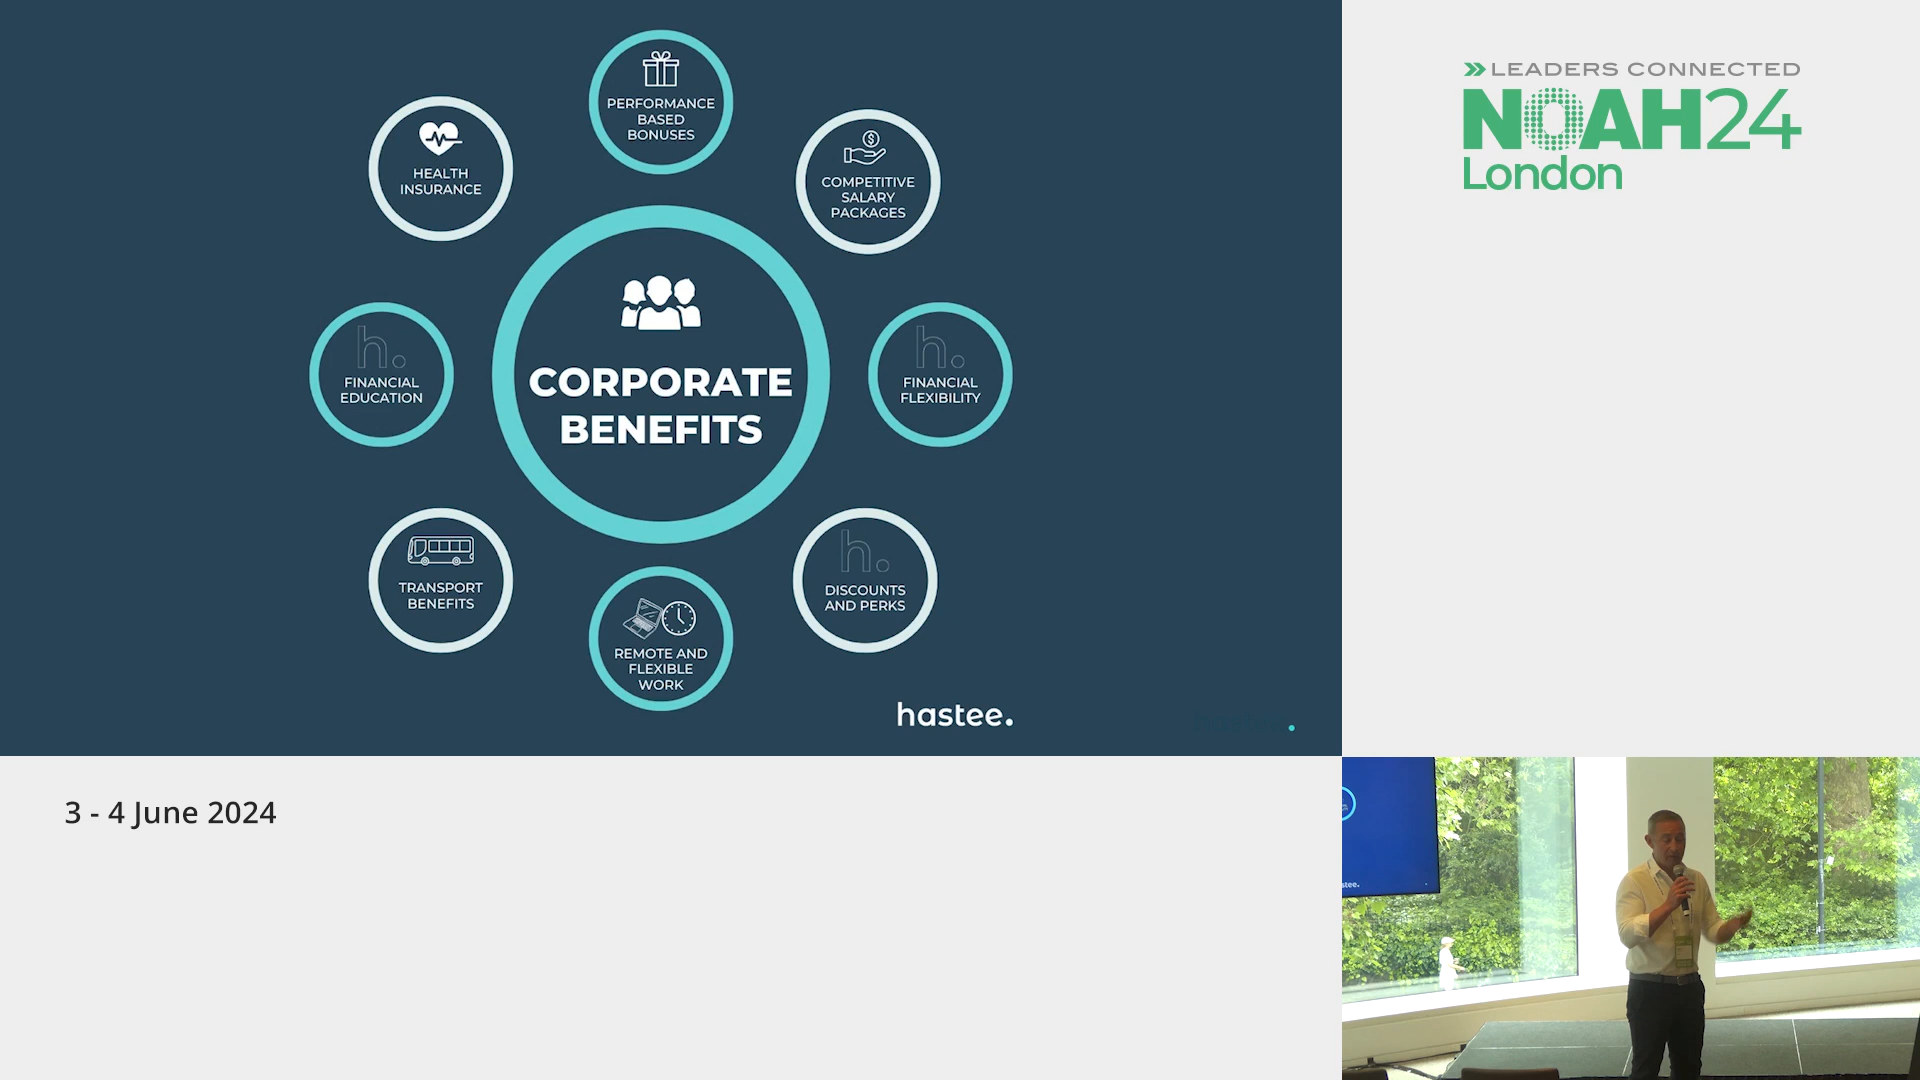 PERFORMANCE
BASED
BONUSES
HEALTH
INSURANCE
COMPETITIVE
SALARY
PACKAGES
h.
FINANCIAL
EDUCATION
CORPORATE
BENEFITS
h.
FINANCIAL
FLEXIBILITY
TRANSPORT
BENEFITS
h.
DISCOUNTS
AND PERKS
REMOTE AND
FLEXIBLE
WORK
hastee.
LEADERS CONNECTED
NOAH24
London
3 - 4 June 2024